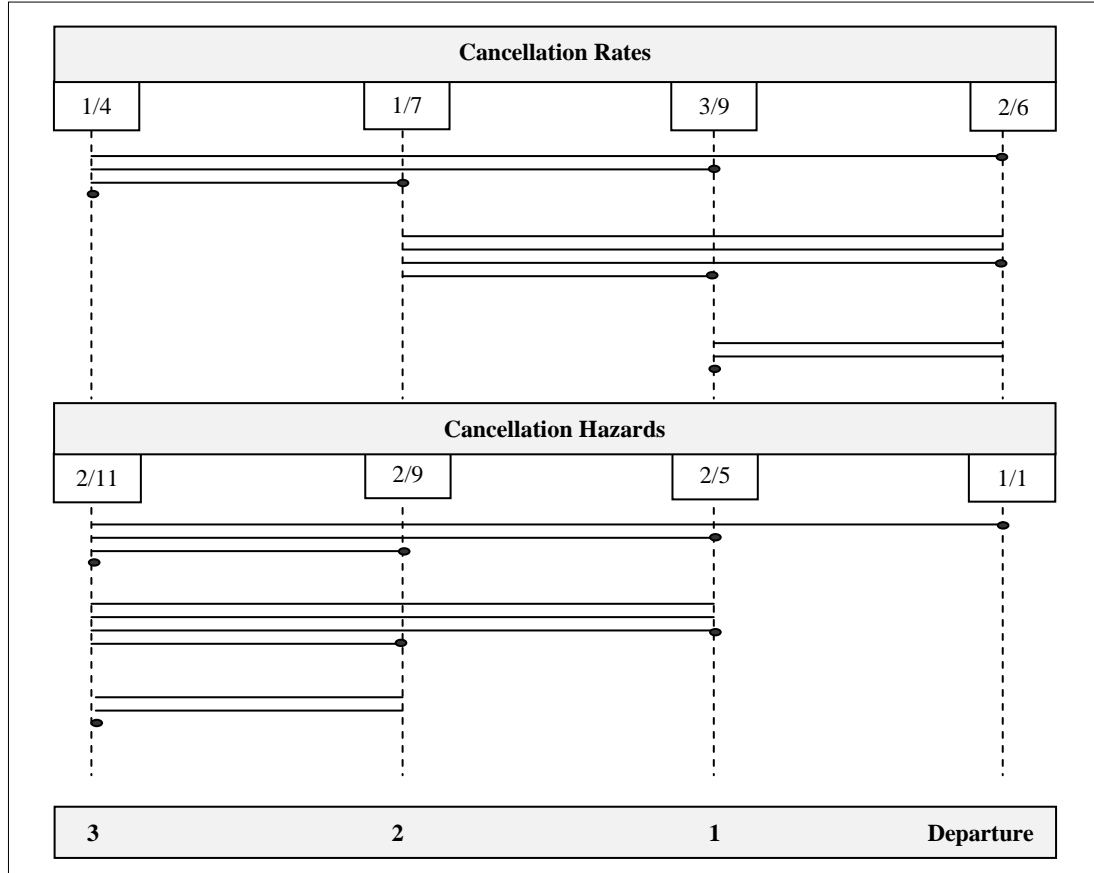 Cancellation Rates
1/4 1/7 3/9 2/6
Cancellation Hazards
2/11 2/9 2/5 1/1
3 2 1 Departure